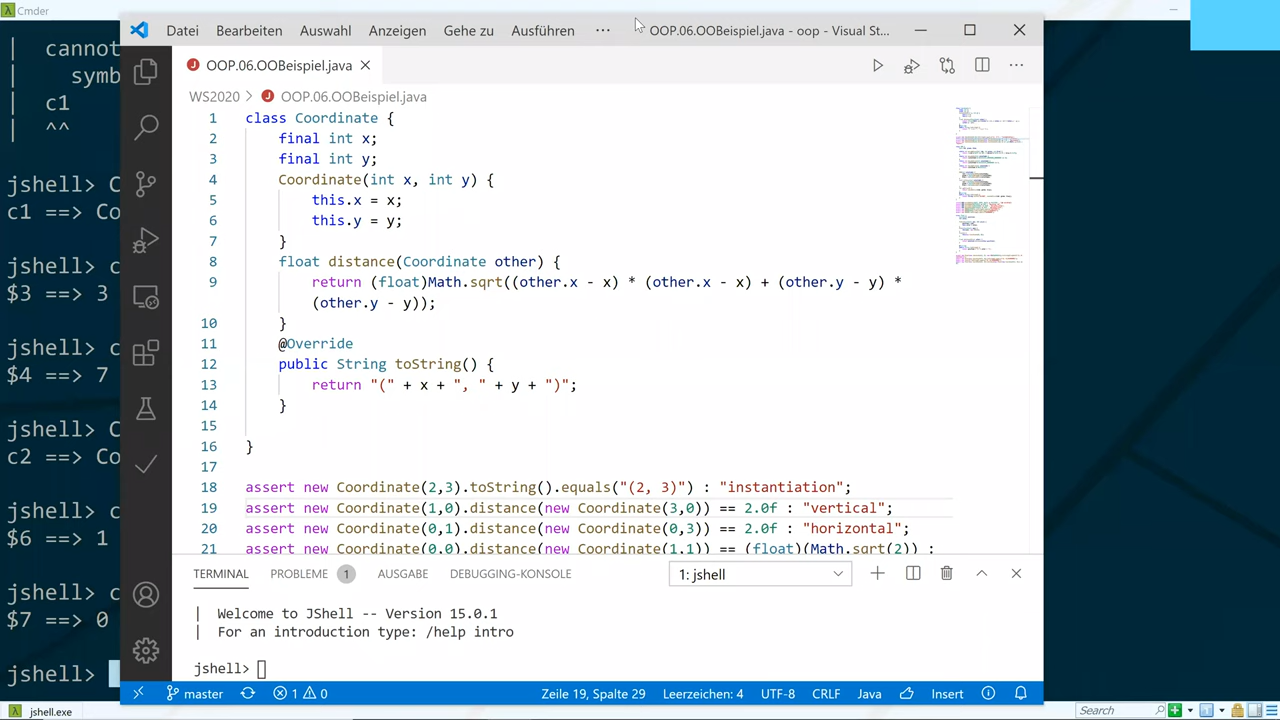 Cmder
Datei Bearbeiten Auswahl Anzeigen Gehe zu Ausführen ··· OOP.06.OOBeispiel.java - oop - Visual S...
OOP.06.OOBeispiel.java
WS2020 > OOP.06.OOBeispiel.java
1 class Coordinate {
2 int x, y;
3 Coordinate(int x, int y) {
4 this.x = x;
5 this.y = y;
6 }
7
8 float distance(Coordinate other) {
9 return (float)Math.sqrt((other.x - x) * (other.x - x) + (other.y - y) *
(other.y - y));
10 }
11 @Override
12 public String toString() {
13 return "(" + x + ", " + y + ")";
14 }
15
16 }
17
18 assert new Coordinate(2,3).toString().equals("(2, 3)") : "instantiation";
19 assert new Coordinate(1,0).distance(new Coordinate(3,0)) == 2.0f : "vertical";
20 assert new Coordinate(0,1).distance(new Coordinate(0,3)) == 2.0f : "horizontal";
21 assert new Coordinate(0,0).distance(new Coordinate(1,1)) == (float)(Math.sqrt(2)) :
TERMINAL PROBLEME 1 AUSGABE DEBUGGING-KONSOLE 1: jshell
| Welcome to JShell -- Version 15.0.1
| For an introduction type: /help intro
jshell>
master 1 0 Zeile 19, Spalte 29 Leerzeichen: 4 UTF-8 CRLF Java Insert
| cannot
| symb
| c1
| ^^
jshell>
c1 ==>
jshell>
$3 ==> 3
jshell> c
$4 ==> 7
jshell> C
c2 ==> Co
jshell> c
$6 ==> 1
jshell> c
$7 ==> 0
jshell>
jshell.exe
Search